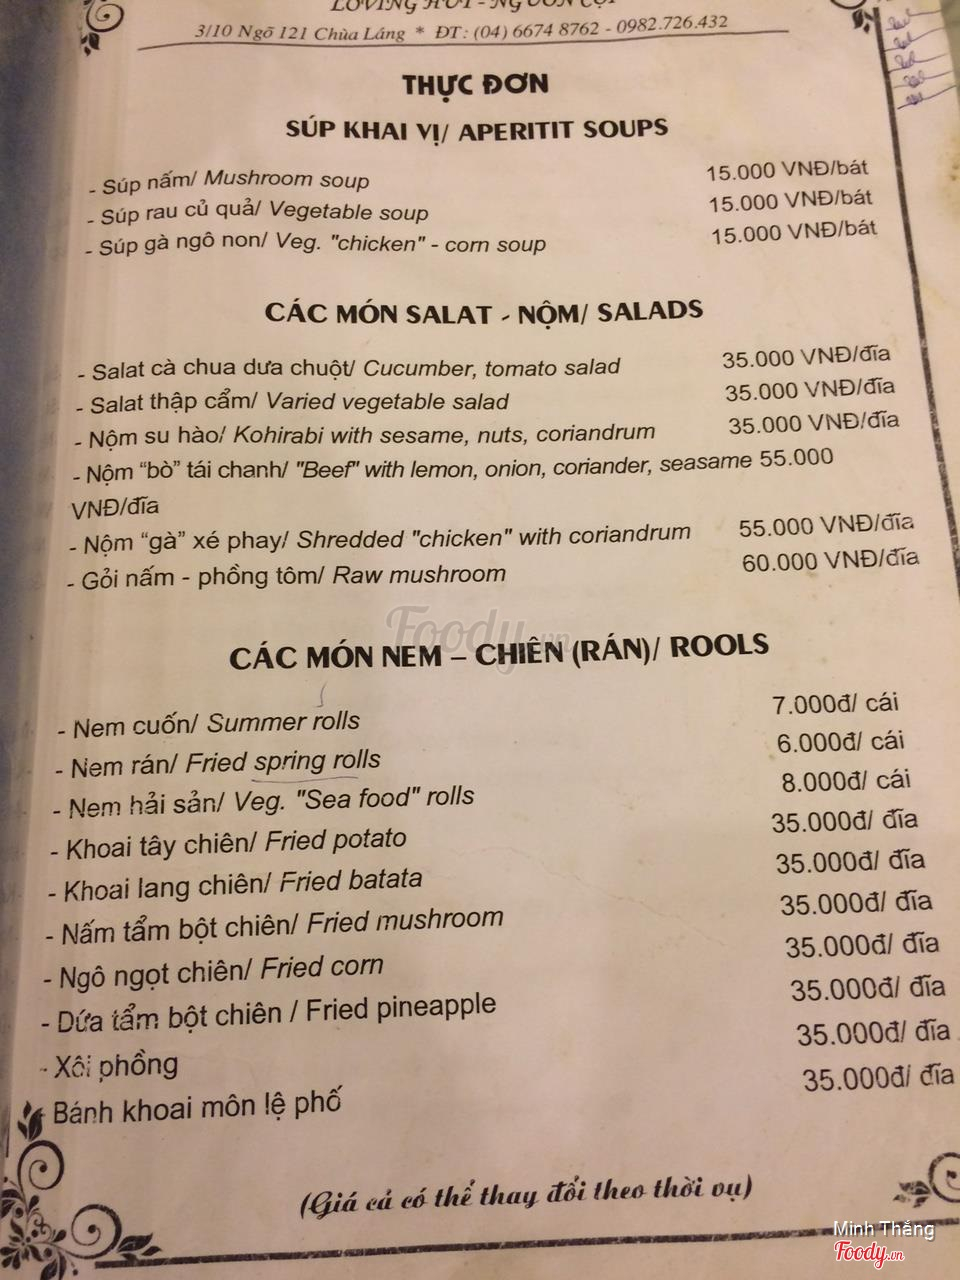 LOVING HUT - NGUỒN CỘI
3/10 Ngõ 121 Chùa Láng * ĐT: (04) 6674 8762 - 0982.726.432
THỰC ĐƠN
SÚP KHAI VỊ/ APERITIT SOUPS
- Súp nấm/ Mushroom soup 15.000 VNĐ/bát
- Súp rau củ quả/ Vegetable soup 15.000 VNĐ/bát
- Súp gà ngô non/ Veg. "chicken" - corn soup 15.000 VNĐ/bát
CÁC MÓN SALAT - NỘM/ SALADS
- Salat cà chua dưa chuột/ Cucumber, tomato salad 35.000 VNĐ/đĩa
- Salat thập cẩm/ Varied vegetable salad 35.000 VNĐ/đĩa
- Nộm su hào/ Kohirabi with sesame, nuts, coriandrum 35.000 VNĐ/đĩa
- Nộm “bò” tái chanh/ "Beef" with lemon, onion, coriander, seasame 55.000
VNĐ/đĩa
- Nộm “gà” xé phay/ Shredded "chicken" with coriandrum 55.000 VNĐ/đĩa
- Gỏi nấm - phồng tôm/ Raw mushroom 60.000 VNĐ/đĩa
Foody.vn
CÁC MÓN NEM – CHIÊN (RÁN)/ ROOLS
- Nem cuốn/ Summer rolls 7.000đ/ cái
- Nem rán/ Fried spring rolls 6.000đ/ cái
- Nem hải sản/ Veg. "Sea food" rolls 8.000đ/ cái
- Khoai tây chiên/ Fried potato 35.000đ/ đĩa
- Khoai lang chiên/ Fried batata 35.000đ/ đĩa
- Nấm tẩm bột chiên/ Fried mushroom 35.000đ/ đĩa
- Ngô ngọt chiên/ Fried corn 35.000đ/ đĩa
- Dứa tẩm bột chiên / Fried pineapple 35.000đ/ đĩa
- Xôi phồng 35.000đ/ đĩa
- Bánh khoai môn lệ phố 35.000đ/ đĩa
(Giá cả có thể thay đổi theo thời vụ)
Minh Thắng
Foody.vn